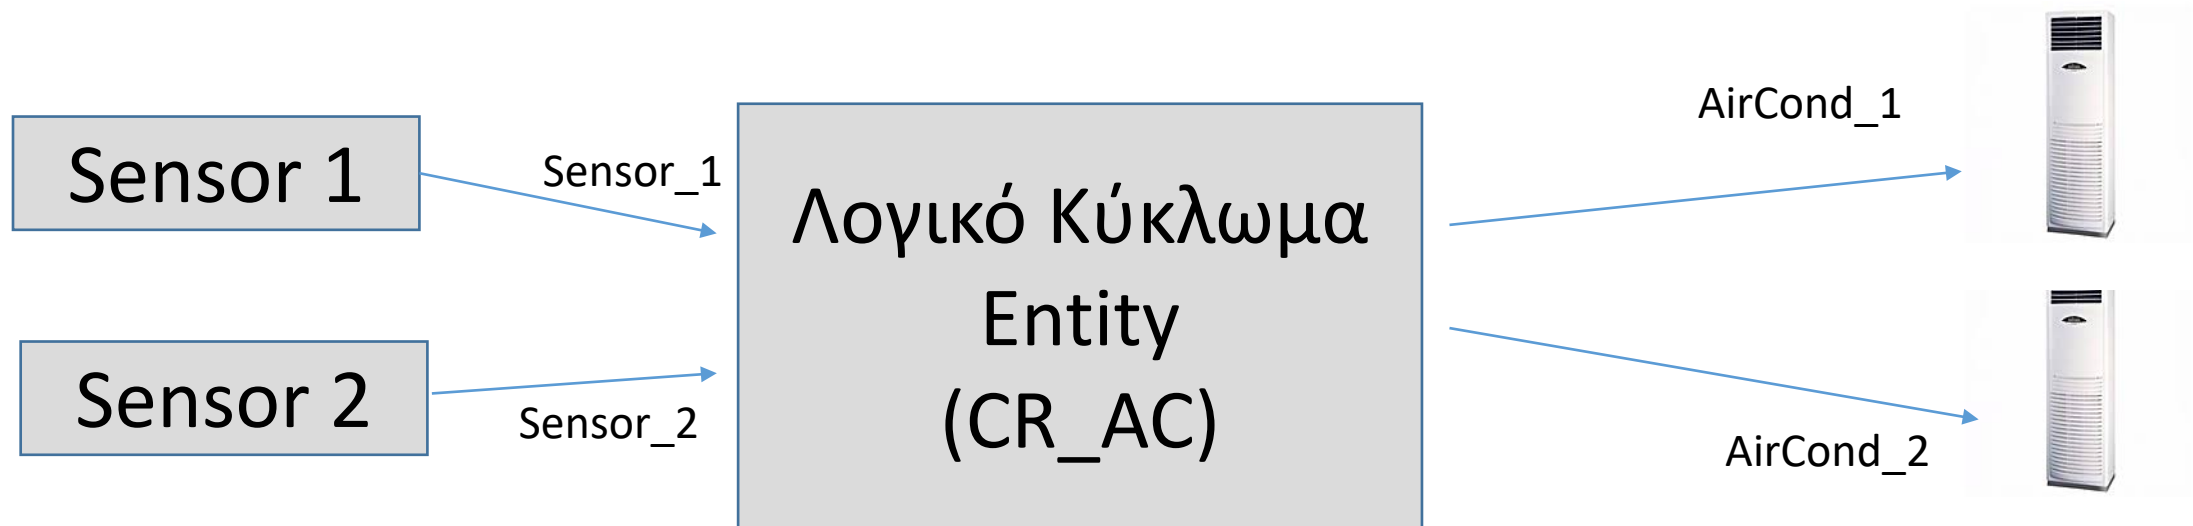 AirCond_1
Sensor 1
Sensor_1
Λογικό Κύκλωμα
Entity
(CR_AC)
Sensor 2
Sensor_2
AirCond_2